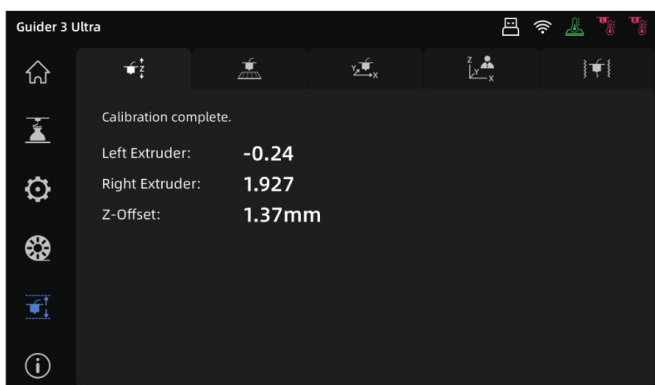 Guider 3 Ultra
Calibration complete.
Left Extruder: -0.24
Right Extruder: 1.927
Z-Offset: 1.37mm